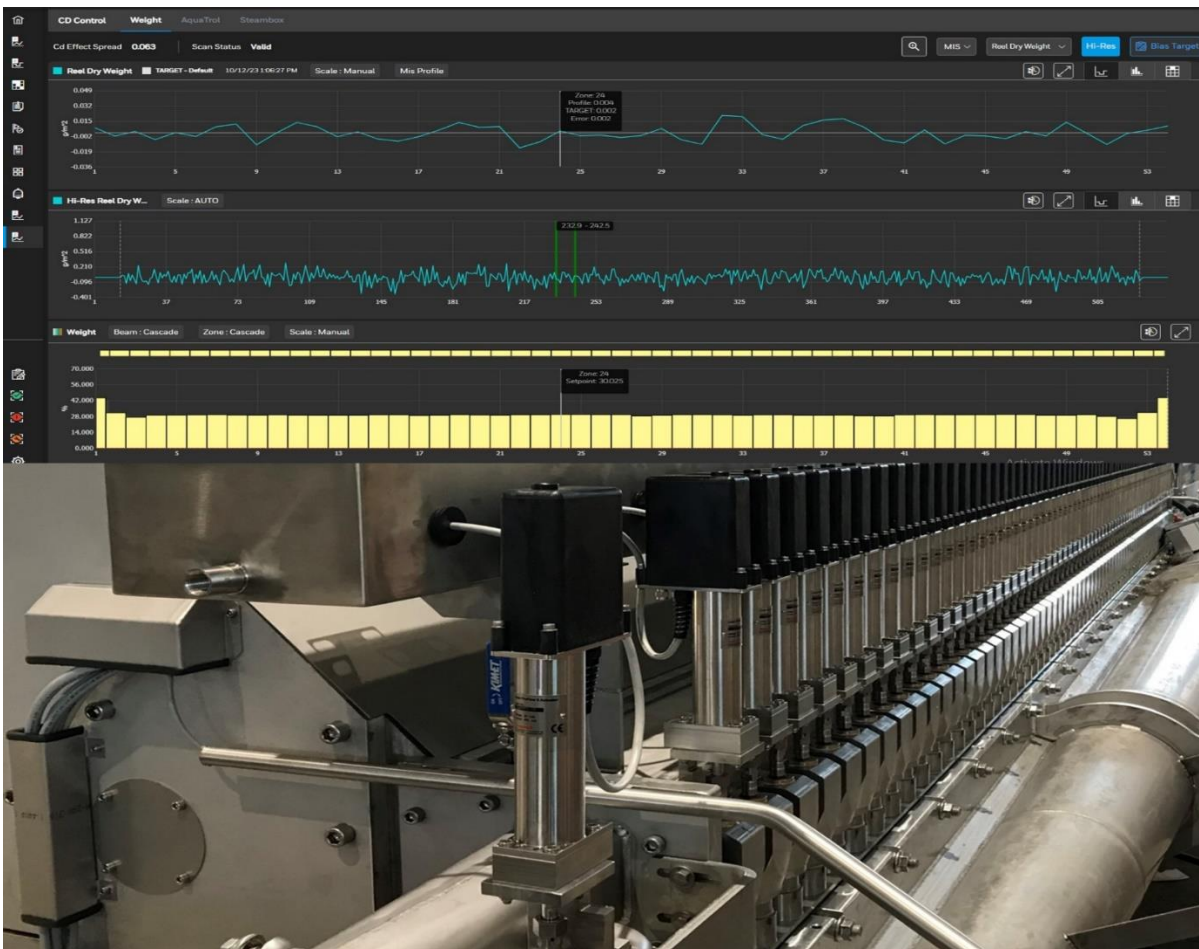 CD Control Weight AquaTrol Steambox
Cd Effect Spread 0.063 Scan Status Valid MIS Reel Dry Weight Hi-Res Bias Target
Reel Dry Weight TARGET - Default 10/12/23 1:06:27 PM Scale : Manual Mis Profile
g/m^2
0.049
0.032
0.015
-0.002
-0.019
-0.036
Zone: 24
Profile: 0.004
TARGET: 0.002
Error: 0.002
1 5 9 13 17 21 25 29 33 37 41 45 49 53
Hi-Res Reel Dry W... Scale : AUTO
g/m^2
1.127
0.822
0.516
0.210
-0.096
-0.401
232.9 - 242.5
1 37 73 109 145 181 217 253 289 325 361 397 433 469 505
Weight Beam : Cascade Zone : Cascade Scale : Manual
%
70.000
56.000
42.000
28.000
14.000
0.000
Zone: 24
Setpoint: 30.025
1 5 9 13 17 21 25 29 33 37 41 45 49 53
Activate Windows
KIMET
CE